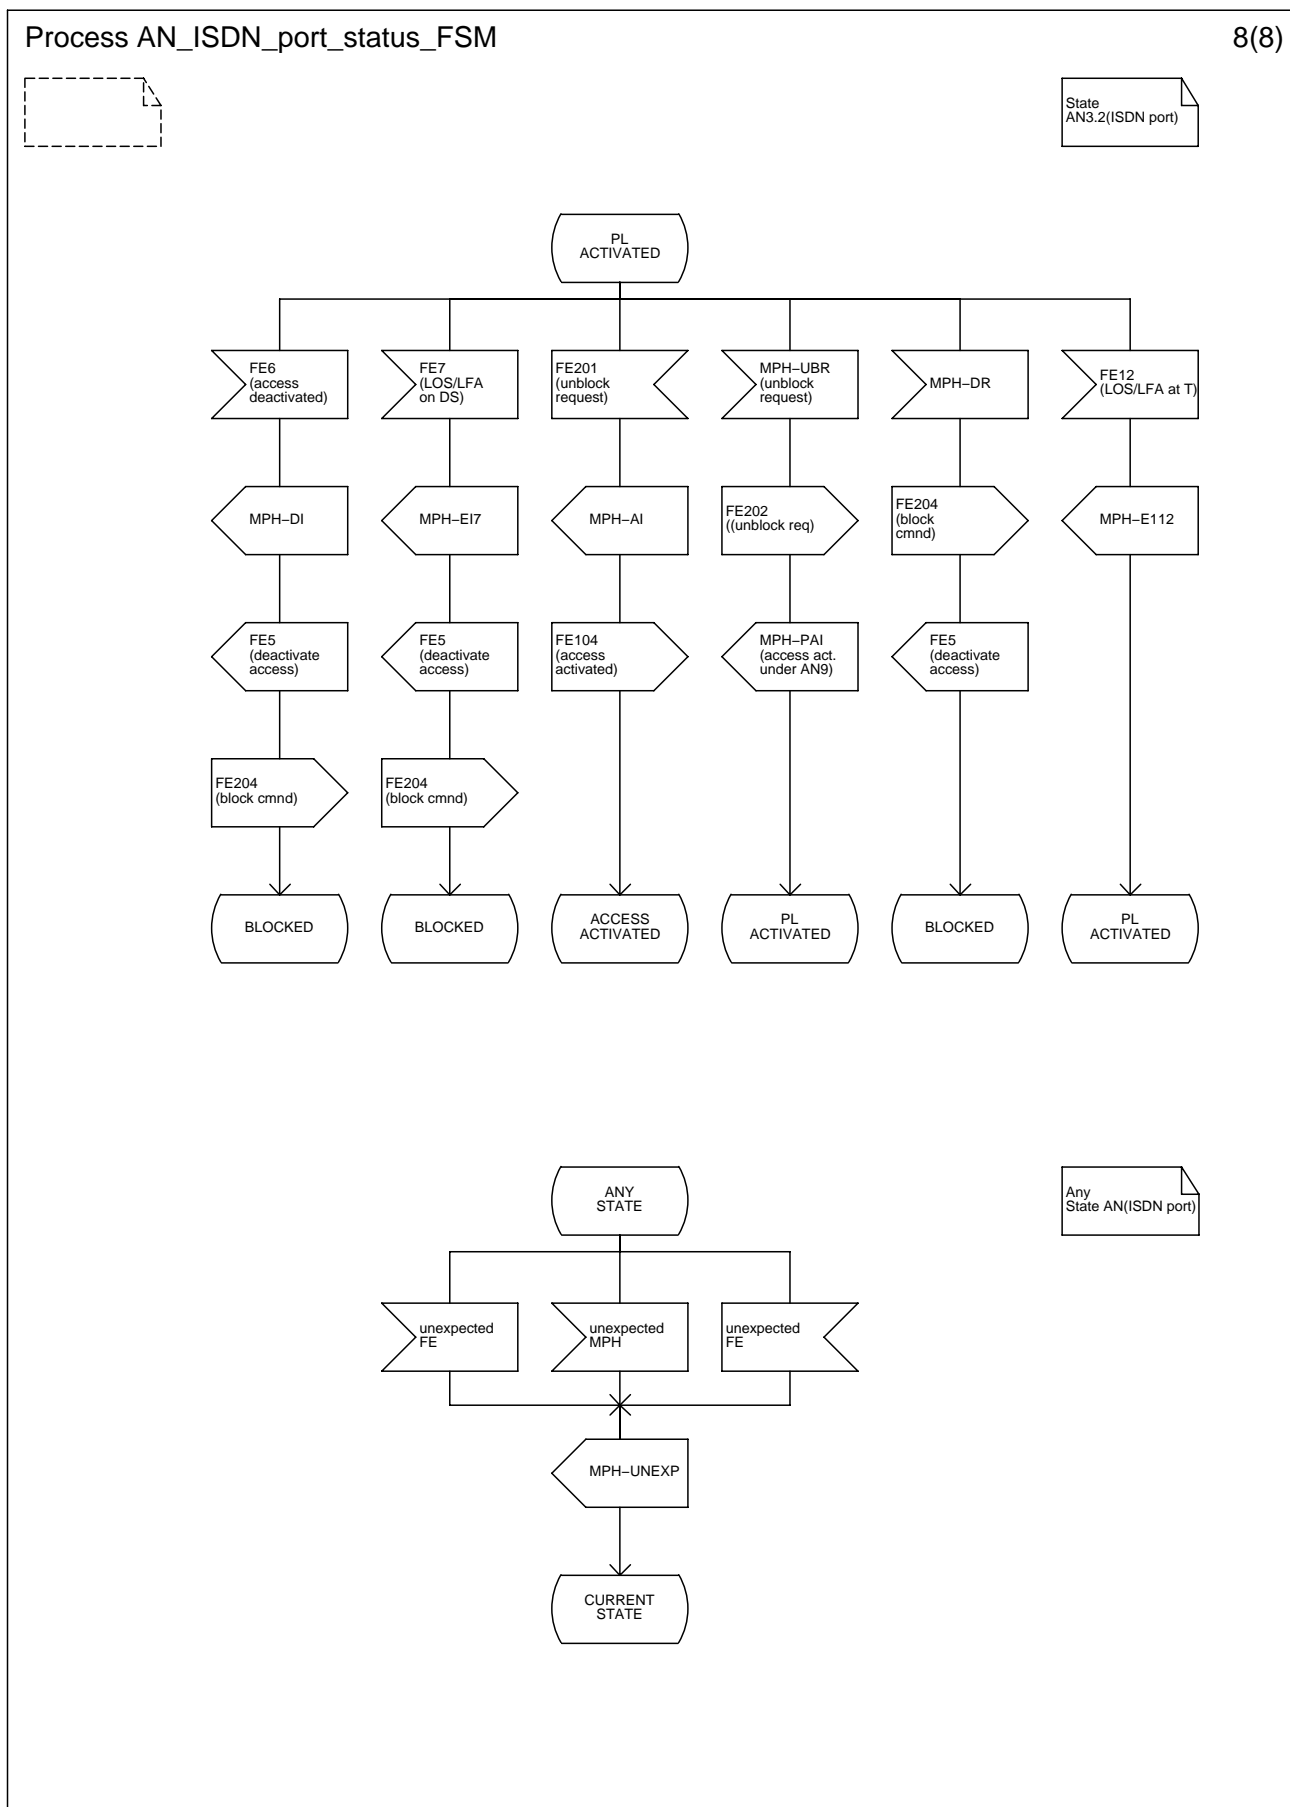 Process AN_ISDN_port_status_FSM
8(8)
State
AN3.2(ISDN port)
PL
ACTIVATED
FE6
(access
deactivated)
FE7
(LOS/LFA
on DS)
FE201
(unblock
request)
MPH−UBR
(unblock
request)
MPH−DR
FE12
(LOS/LFA at T)
MPH−DI
MPH−EI7
MPH−AI
FE202
((unblock req)
FE204
(block
cmnd)
MPH−E112
FE5
(deactivate
access)
FE5
(deactivate
access)
FE104
(access
activated)
MPH−PAI
(access act.
under AN9)
FE5
(deactivate
access)
FE204
(block cmnd)
FE204
(block cmnd)
BLOCKED
BLOCKED
ACCESS
ACTIVATED
PL
ACTIVATED
BLOCKED
PL
ACTIVATED
ANY
STATE
Any
State AN(ISDN port)
unexpected
FE
unexpected
MPH
unexpected
FE
MPH−UNEXP
CURRENT
STATE